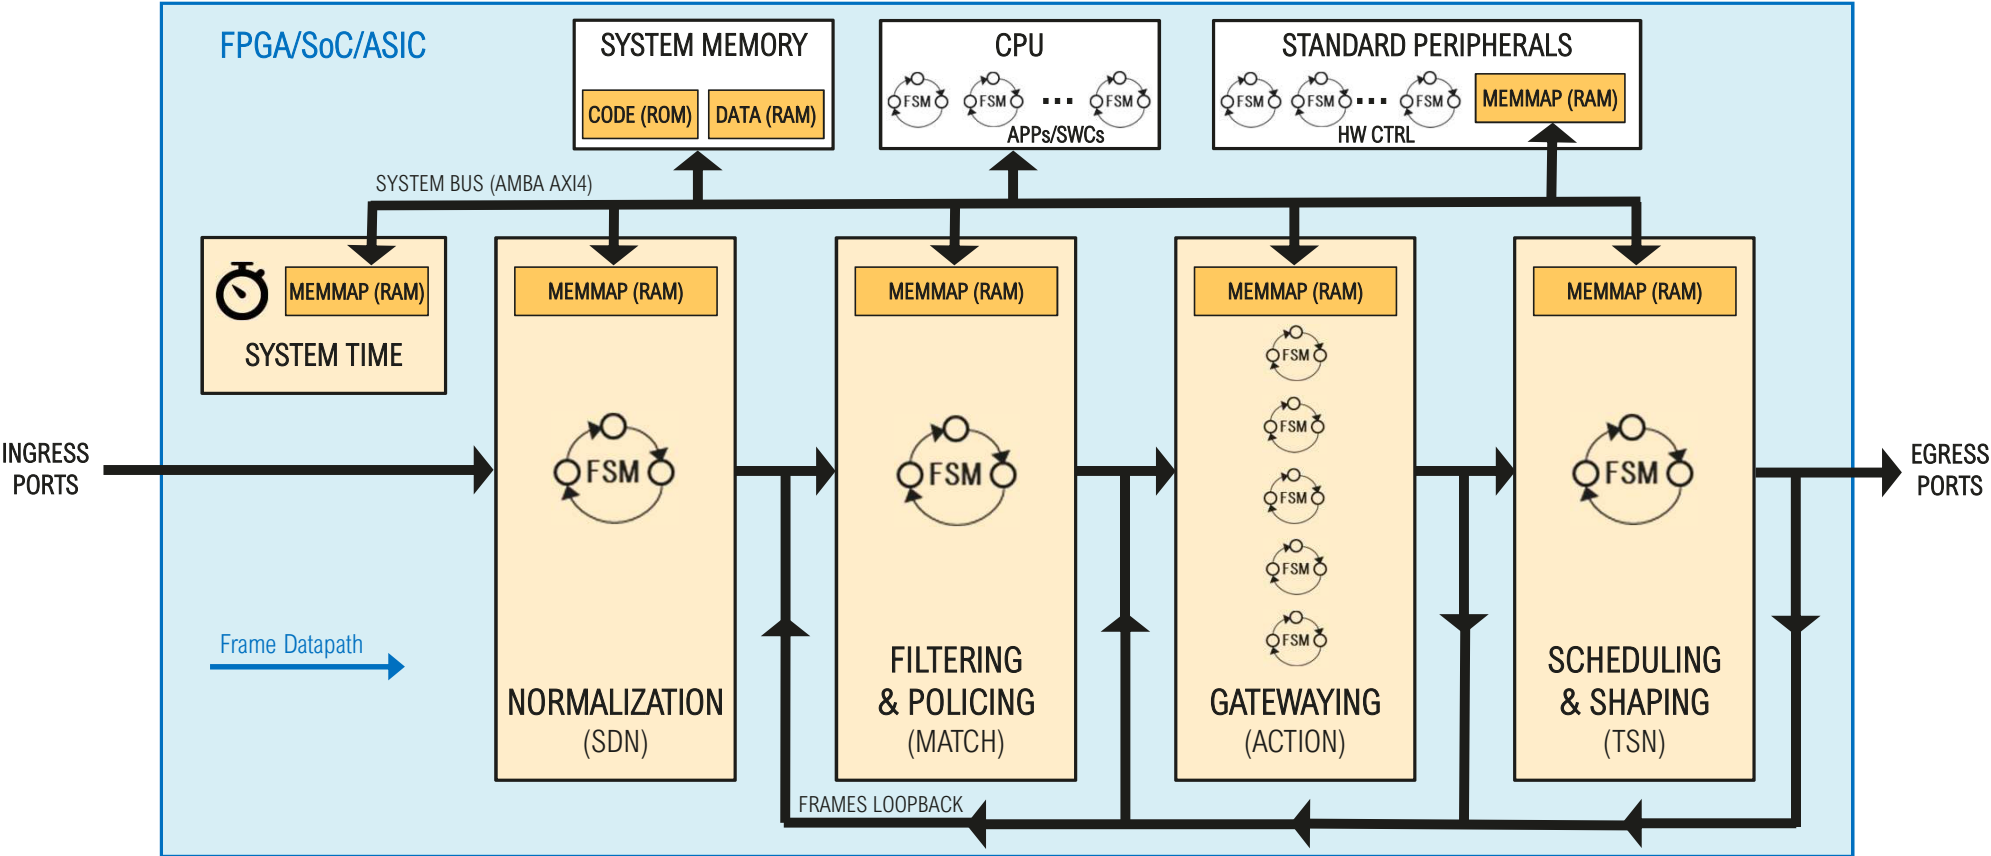 FPGA/SoC/ASIC
SYSTEM MEMORY
CODE (ROM)
DATA (RAM)
CPU
FSM
FSM
...
FSM
APPs/SWCs
STANDARD PERIPHERALS
FSM
FSM
...
FSM
HW CTRL
MEMMAP (RAM)
SYSTEM BUS (AMBA AXI4)
MEMMAP (RAM)
SYSTEM TIME
MEMMAP (RAM)
FSM
NORMALIZATION
(SDN)
MEMMAP (RAM)
FSM
FILTERING
& POLICING
(MATCH)
MEMMAP (RAM)
FSM
FSM
FSM
FSM
FSM
GATEWAYING
(ACTION)
MEMMAP (RAM)
FSM
SCHEDULING
& SHAPING
(TSN)
INGRESS
PORTS
EGRESS
PORTS
Frame Datapath
FRAMES LOOPBACK